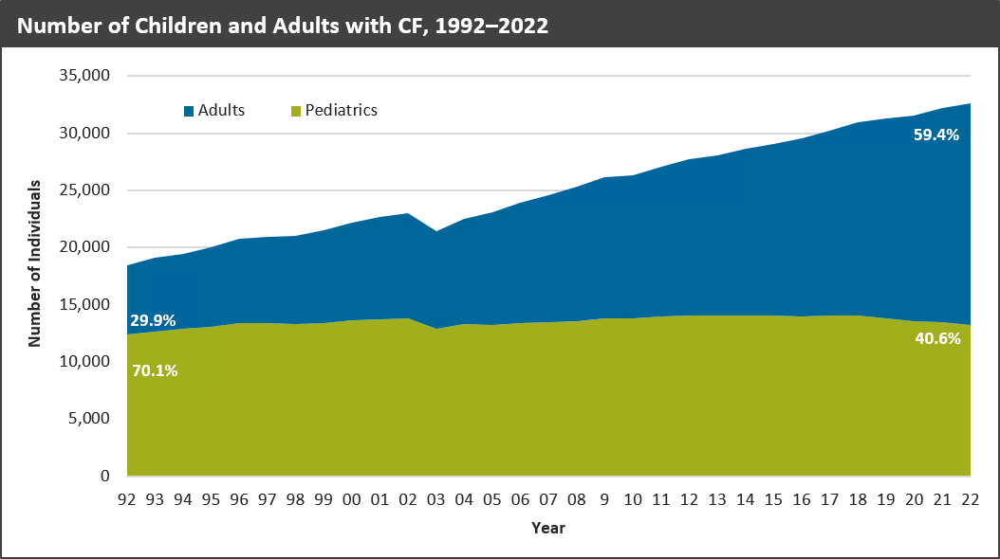 Number of Children and Adults with CF, 1992–2022
35,000
Adults Pediatrics
30,000
59.4%
25,000
20,000
15,000
29.9%
40.6%
70.1%
10,000
5,000
0
Number of Individuals
92 93 94 95 96 97 98 99 00 01 02 03 04 05 06 07 08 9 10 11 12 13 14 15 16 17 18 19 20 21 22
Year